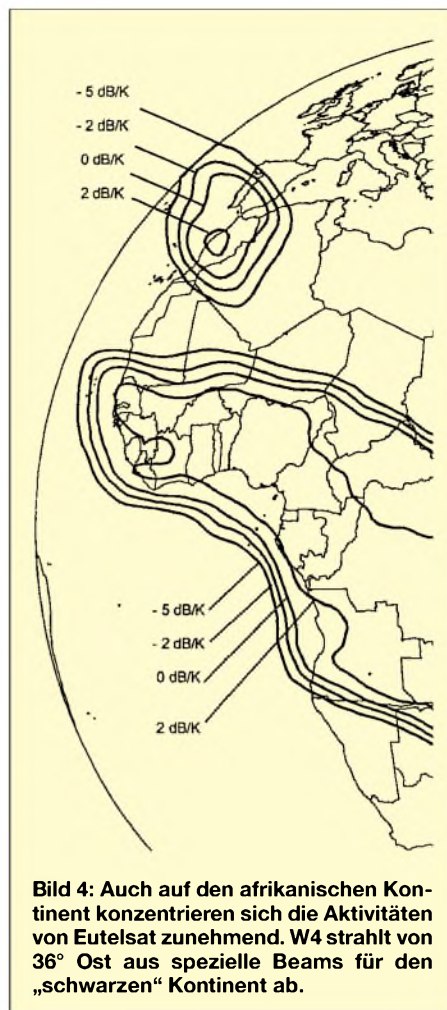 - 5 dB/K
- 2 dB/K
0 dB/K
2 dB/K
- 5 dB/K
- 2 dB/K
0 dB/K
2 dB/K
Bild 4: Auch auf den afrikanischen Kon-
tinent konzentrieren sich die Aktivitäten
von Eutelsat zunehmend. W4 strahlt von
36° Ost aus spezielle Beams für den
„schwarzen“ Kontinent ab.